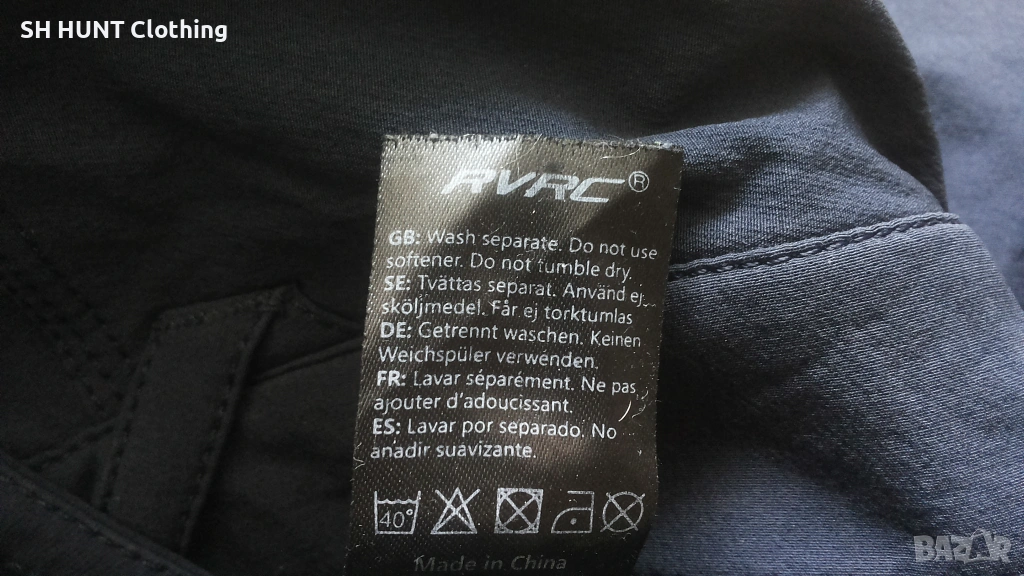 SH HUNT Clothing
RVRC®
GB: Wash separate. Do not use
softener. Do not tumble dry.
SE: Tvättas separat. Använd ej
sköljmedel. Får ej torktumlas
DE: Getrennt waschen. Keinen
Weichspüler verwenden.
FR: Lavar séparément. Ne pas
ajouter d'adoucissant.
ES: Lavar por separado. No
anadir suavizante.
40°
Made in China
BAZAR